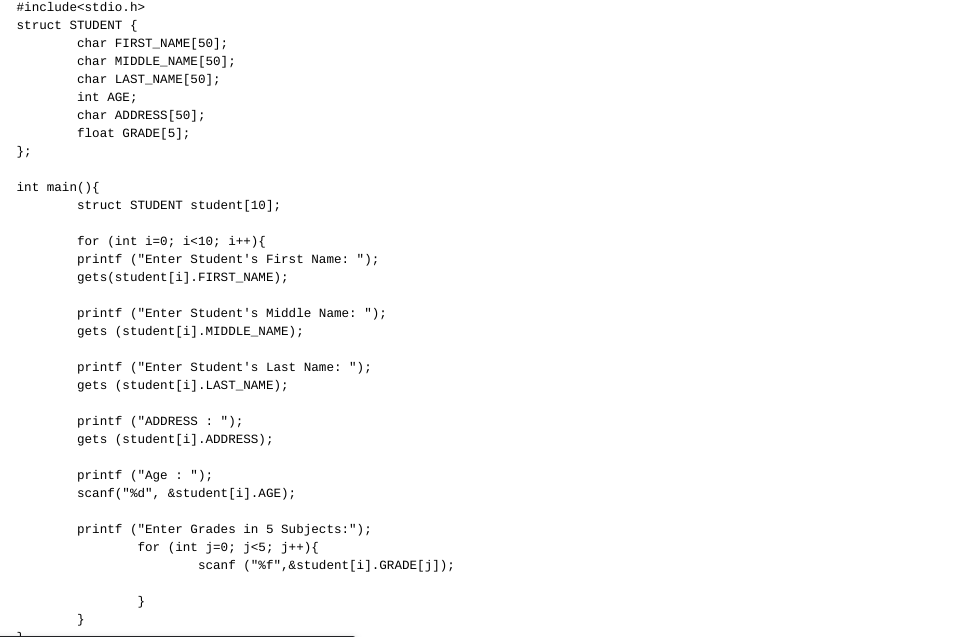 #include<stdio.h>
struct STUDENT {
char FIRST_NAME[50];
char MIDDLE_NAME[50];
char LAST_NAME[50];
int AGE;
char ADDRESS[50];
float GRADE[5];
};
int main(){
struct STUDENT student[10];
for (int i=0; i<10; i++){
printf ("Enter Student's First Name: ");
gets(student[i].FIRST_NAME);
printf ("Enter Student's Middle Name: ");
gets (student[i].MIDDLE_NAME);
printf ("Enter Student's Last Name: ");
gets (student[i].LAST_NAME);
printf ("ADDRESS : ");
gets (student[i].ADDRESS);
printf ("Age : ");
scanf("%d", &student[i].AGE);
printf ("Enter Grades in 5 Subjects:");
for (int j=0; j<5; j++){
scanf ("%f",&student[i].GRADE[j]);
}
}
}